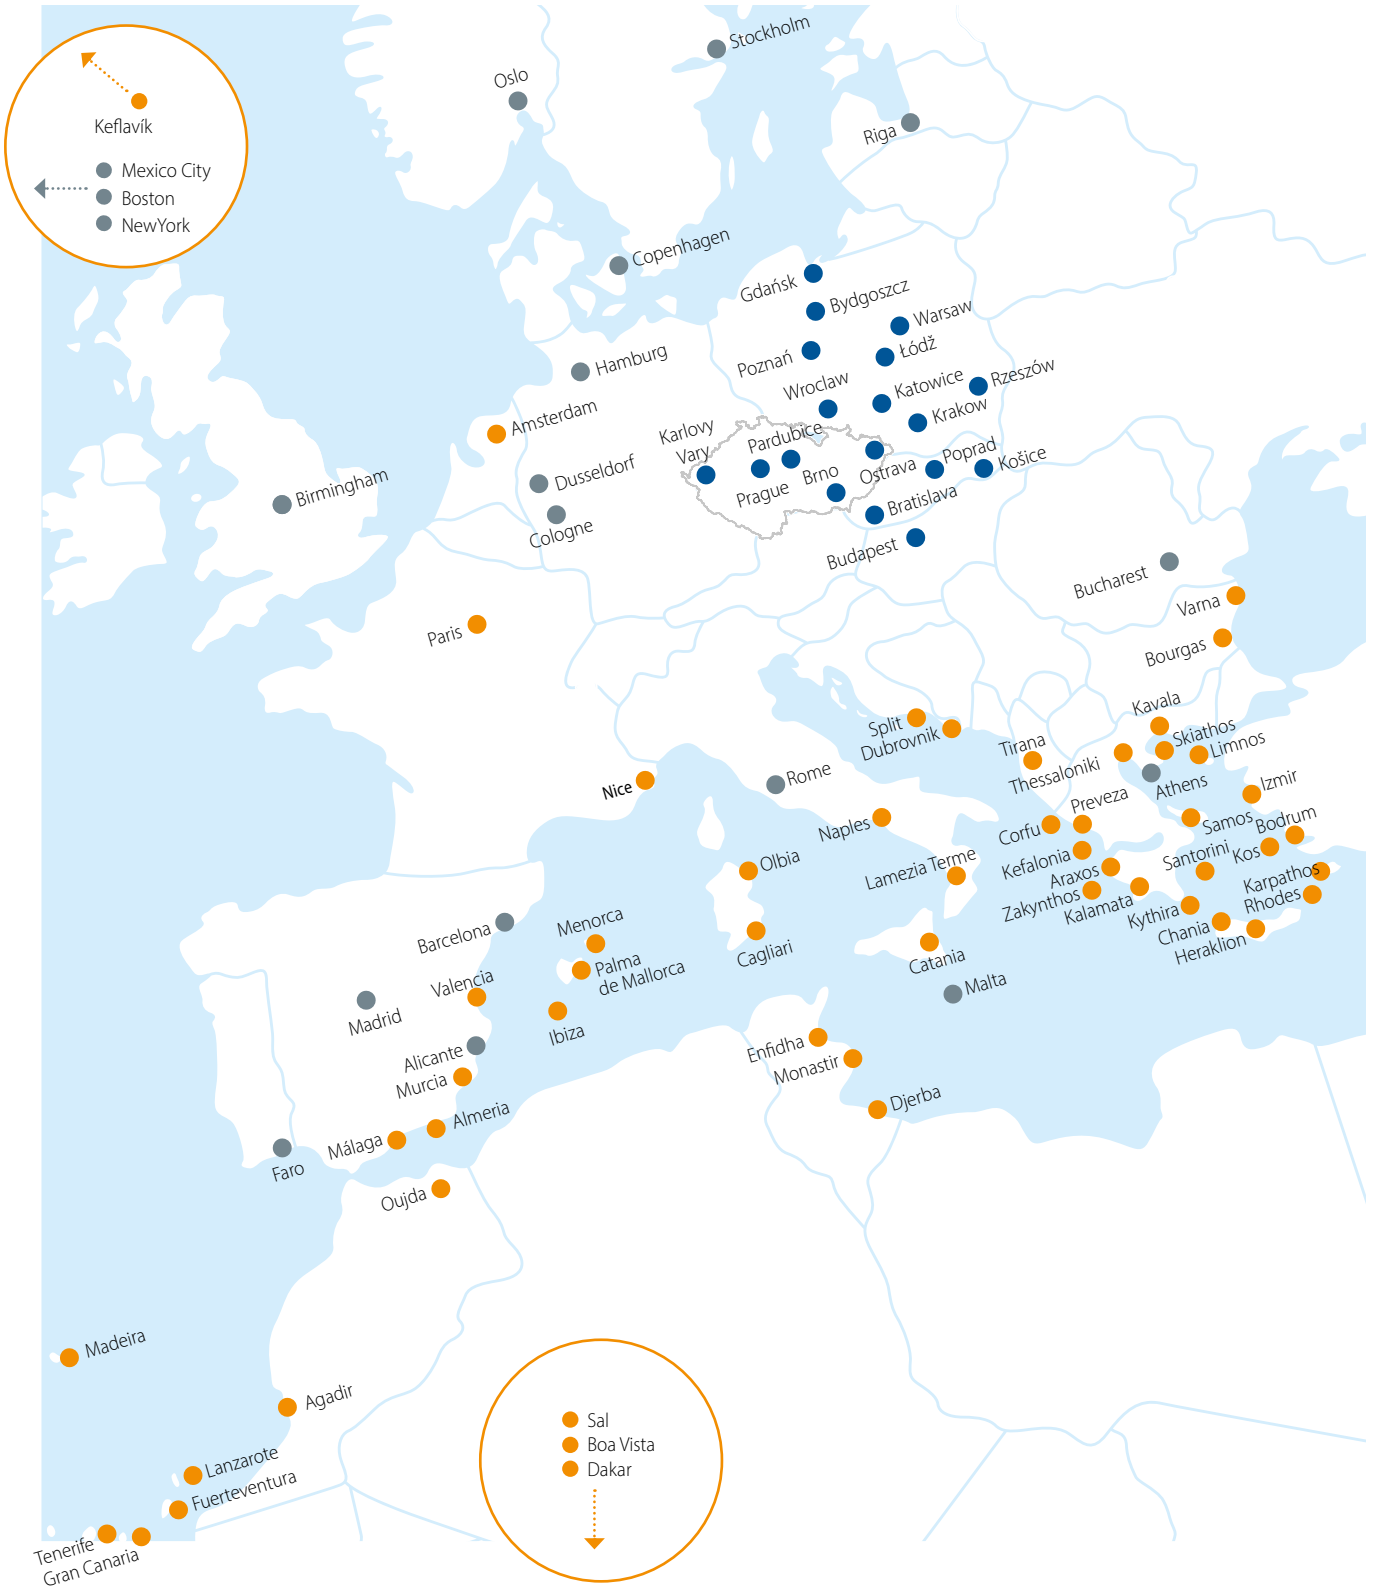 Stockholm
Oslo
Keflavík
Riga
Mexico City
Boston
NewYork
Copenhagen
Gdańsk
Bydgoszcz
Warsaw
Łódž
Poznań
Hamburg
Wroclaw
Katowice
Rzeszów
Krakow
Amsterdam
Karlovy
Vary
Pardubice
Poprad
Košice
Dusseldorf
Prague
Brno
Ostrava
Birmingham
Bratislava
Cologne
Budapest
Bucharest
Varna
Paris
Bourgas
Kavala
Split
Dubrovnik
Skiathos
Tirana
Limnos
Thessaloniki
Rome
Nice
Athens
Izmir
Preveza
Naples
Corfu
Samos
Bodrum
Olbia
Lamezia Terme
Kefalonia
Santorini
Kos
Araxos
Karpathos
Zakynthos
Kalamata
Rhodes
Menorca
Barcelona
Kythira
Chania
Heraklion
Cagliari
Catania
Palma
de Mallorca
Valencia
Malta
Madrid
Ibiza
Alicante
Enfidha
Monastir
Murcia
Djerba
Almeria
Málaga
Faro
Oujda
Madeira
Agadir
Sal
Boa Vista
Dakar
Lanzarote
Fuerteventura
Tenerife
Gran Canaria